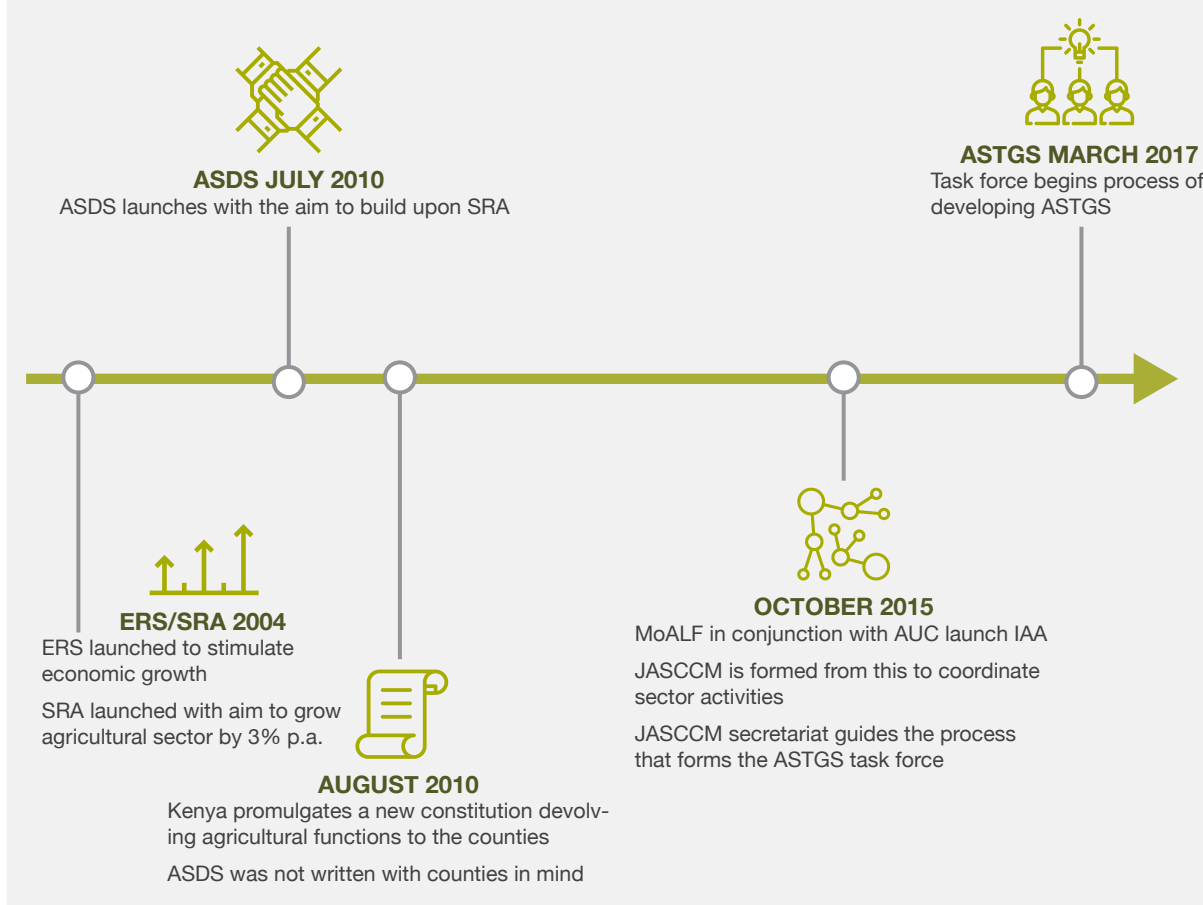 ASDS JULY 2010
ASDS launches with the aim to build upon SRA
ASTGS MARCH 2017
Task force begins process of
developing ASTGS
ERS/SRA 2004
ERS launched to stimulate
economic growth
SRA launched with aim to grow
agricultural sector by 3% p.a.
AUGUST 2010
Kenya promulgates a new constitution devolv-
ing agricultural functions to the counties
ASDS was not written with counties in mind
OCTOBER 2015
MoALF in conjunction with AUC launch IAA
JASCCM is formed from this to coordinate
sector activities
JASCCM secretariat guides the process
that forms the ASTGS task force